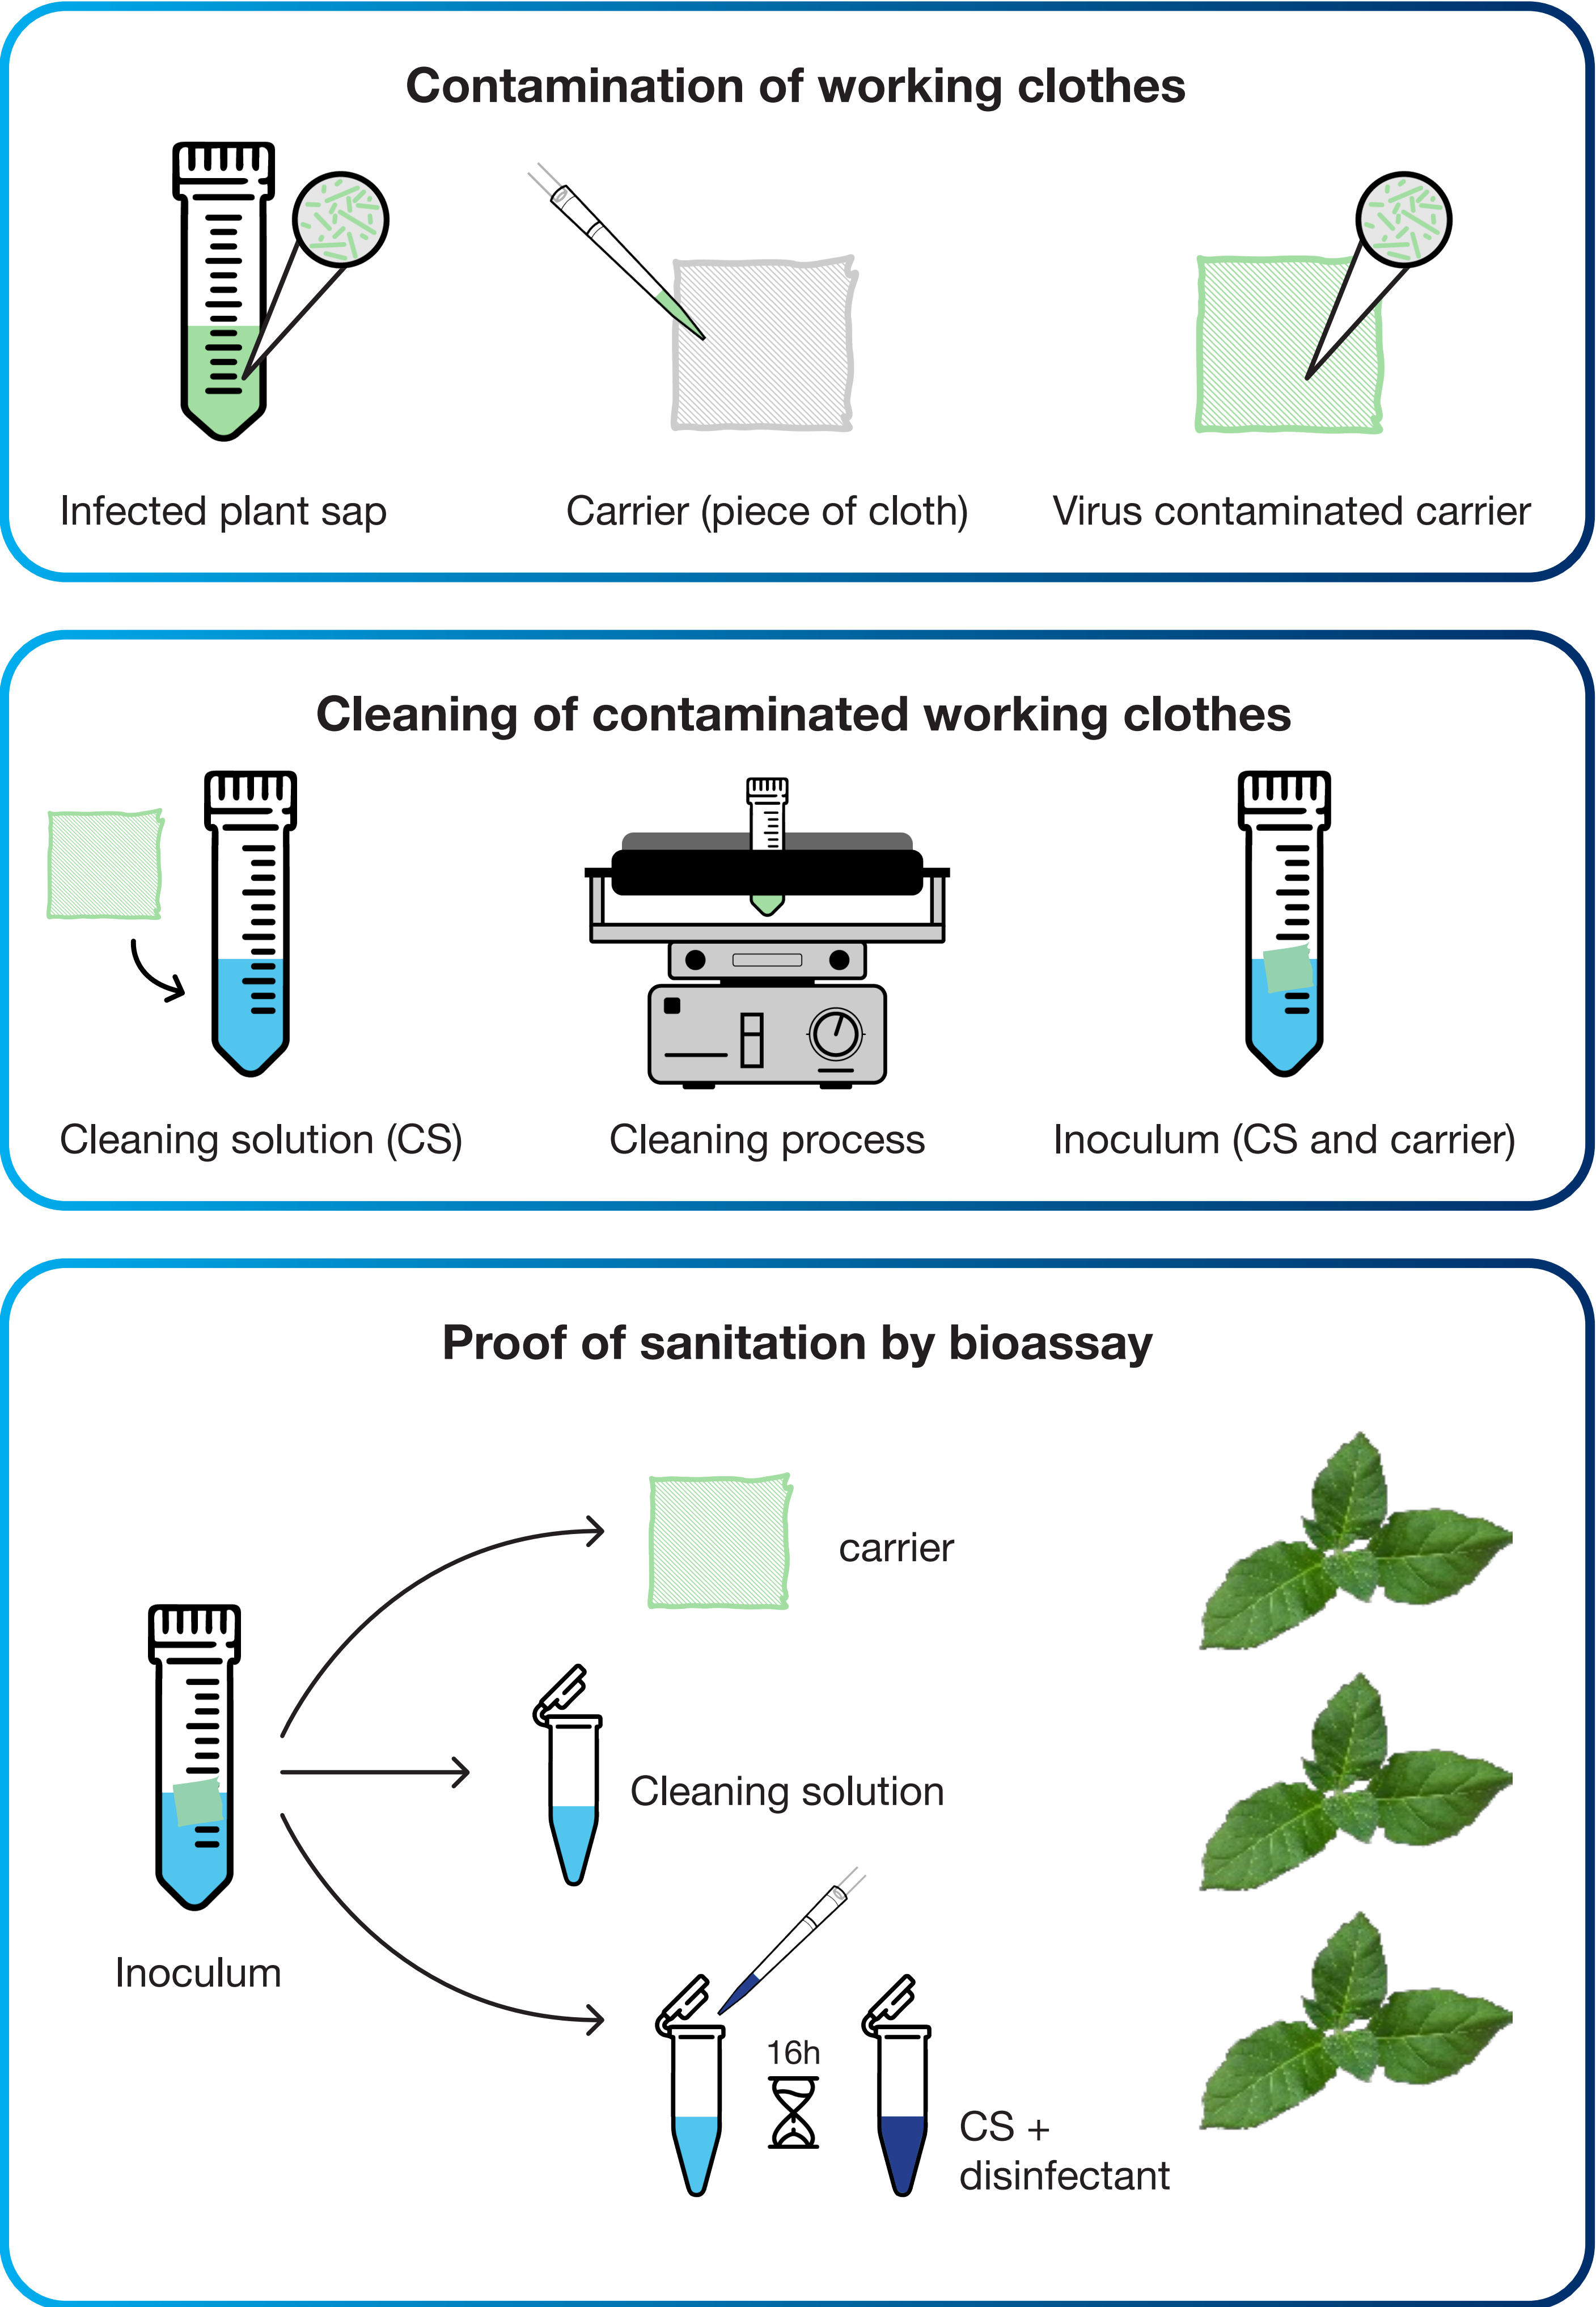 Contamination of working clothes
Infected plant sap
Carrier (piece of cloth)
Virus contaminated carrier
Cleaning of contaminated working clothes
Cleaning solution (CS)
Cleaning process
Inoculum (CS and carrier)
Proof of sanitation by bioassay
carrier
Cleaning solution
Inoculum
16h
CS +
disinfectant